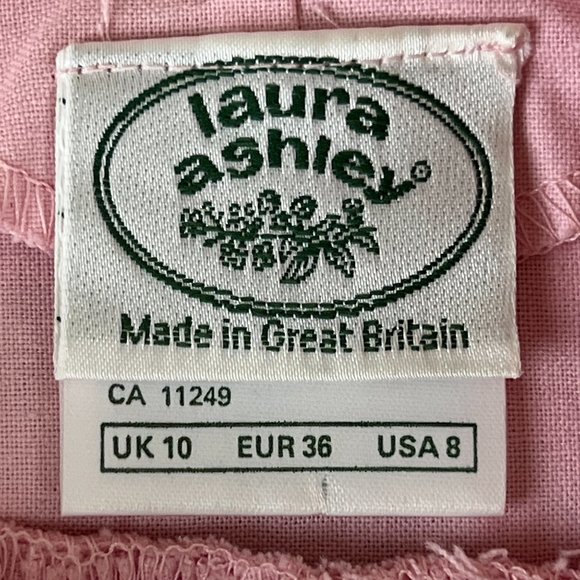 laura
ashley®
Made in Great Britain
CA 11249
UK 10 EUR 36 USA 8